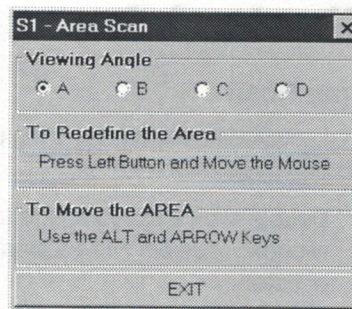 S1 - Area Scan
Viewing Angle
A B C D
To Redefine the Area
Press Left Button and Move the Mouse
To Move the AREA
Use the ALT and ARROW Keys
EXIT